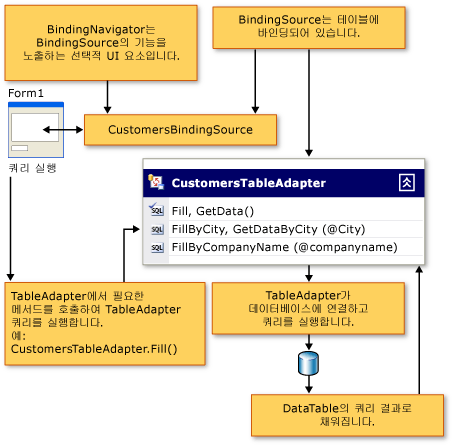 BindingNavigator는
BindingSource의 기능을
노출하는 선택적 UI 요소입니다.
BindingSource는 테이블에
바인딩되어 있습니다.
Form1
CustomersBindingSource
쿼리 실행
CustomersTableAdapter
SQL Fill, GetData()
SQL FillByCity, GetDataByCity (@City)
SQL FillByCompanyName (@companyname)
TableAdapter에서 필요한
메서드를 호출하여 TableAdapter
쿼리를 실행합니다.
예:
CustomersTableAdapter.Fill()
TableAdapter가
데이터베이스에 연결하고
쿼리를 실행합니다.
DataTable의 쿼리 결과로
채워집니다.